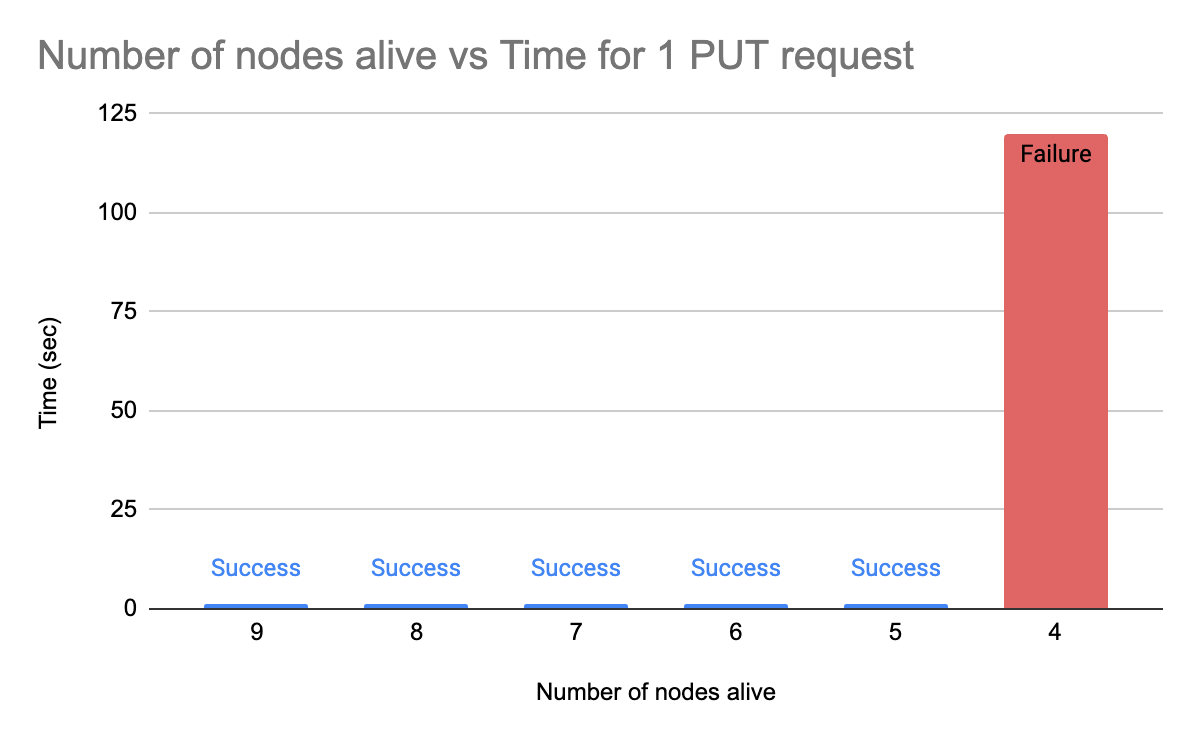 Number of nodes alive vs Time for 1 PUT request
125
100
75
50
25
0
Time (sec)
Failure
Success Success Success Success Success
9 8 7 6 5 4
Number of nodes alive